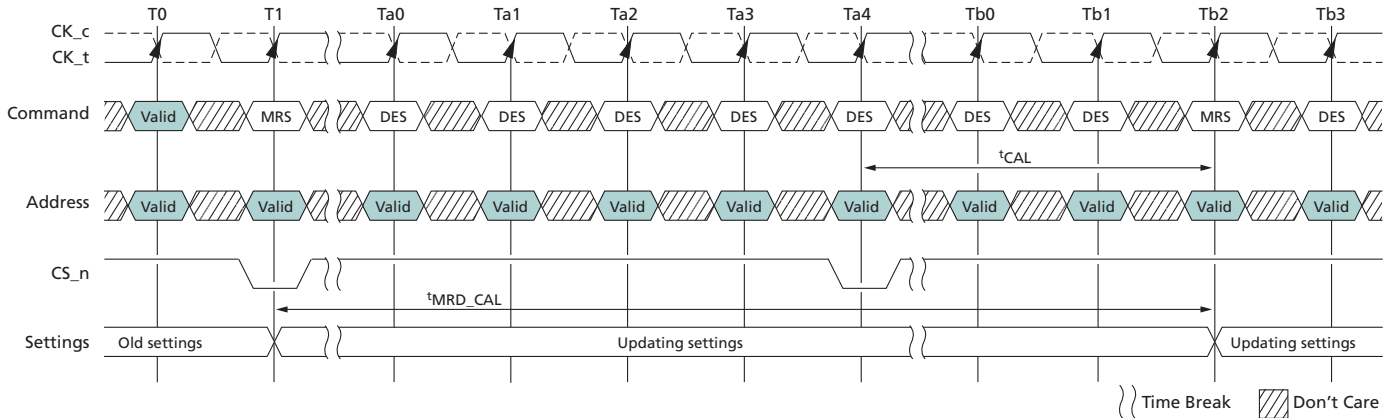 T0 T1 Ta0 Ta1 Ta2 Ta3 Ta4 Tb0 Tb1 Tb2 Tb3
CK_c
CK_t
Command Valid MRS DES DES DES DES DES DES DES MRS DES
tCAL
Address Valid Valid Valid Valid Valid Valid Valid Valid Valid Valid Valid
CS_n
tMRD_CAL
Settings Old settings Updating settings Updating settings
Time Break Don't Care